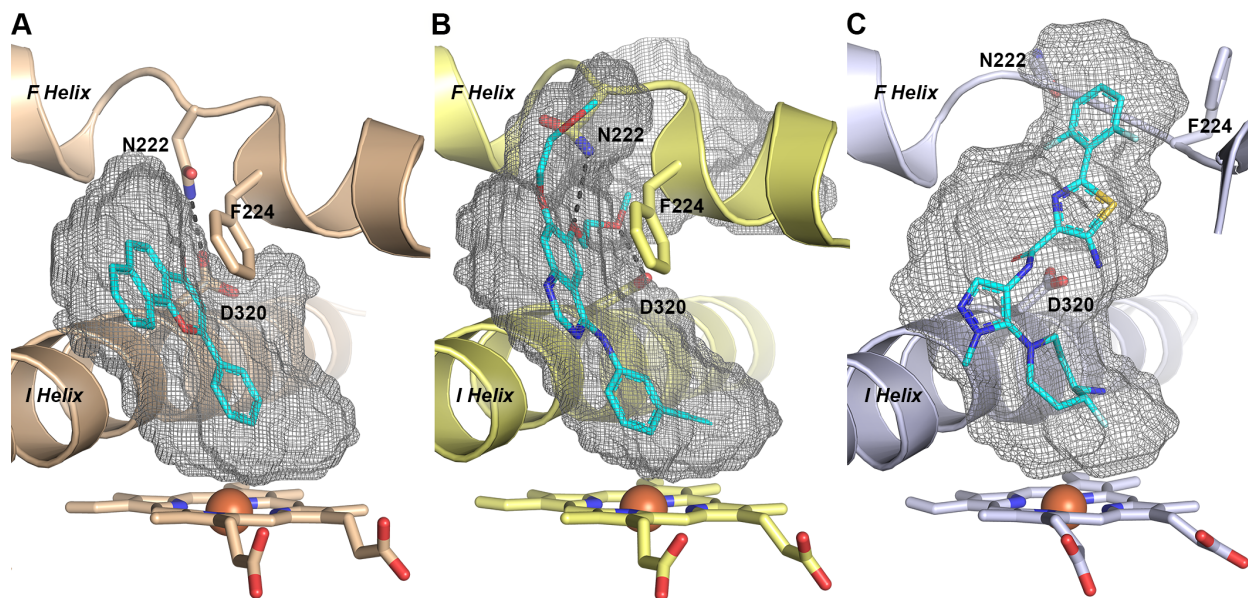 A
B
C
F Helix
N222
F224
D320
I Helix
F Helix
N222
F224
D320
I Helix
N222
F224
D320
I Helix
F Helix